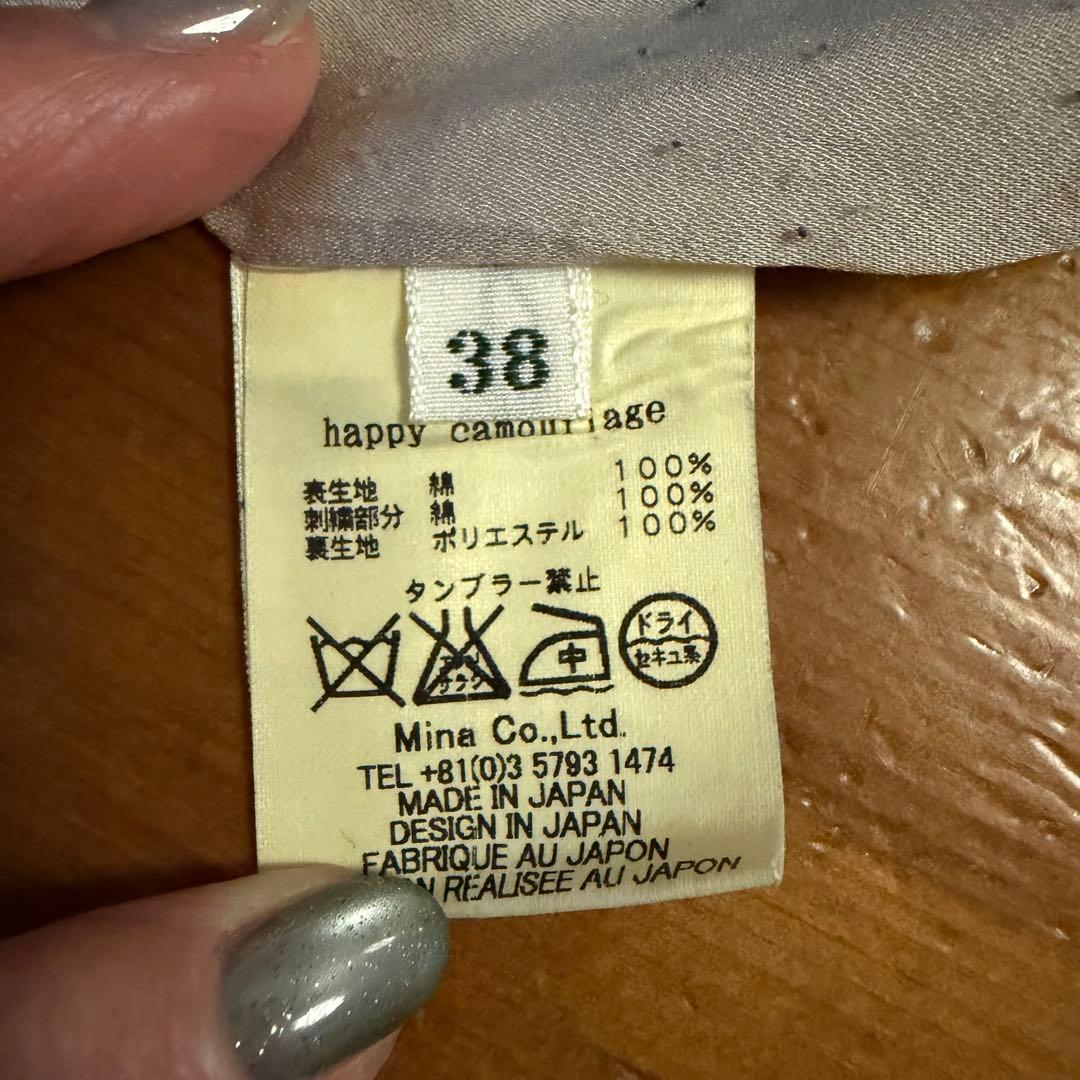 38
happy camouflage
表生地 綿 100%
刺繍部分 綿 100%
裏生地 ポリエステル 100%
タンブラー禁止
中
ドライ
セキユ系
Mina Co.,Ltd.
TEL +81(0)3 5793 1474
MADE IN JAPAN
DESIGN IN JAPAN
FABRIQUE AU JAPON
REALISEE AU JAPON